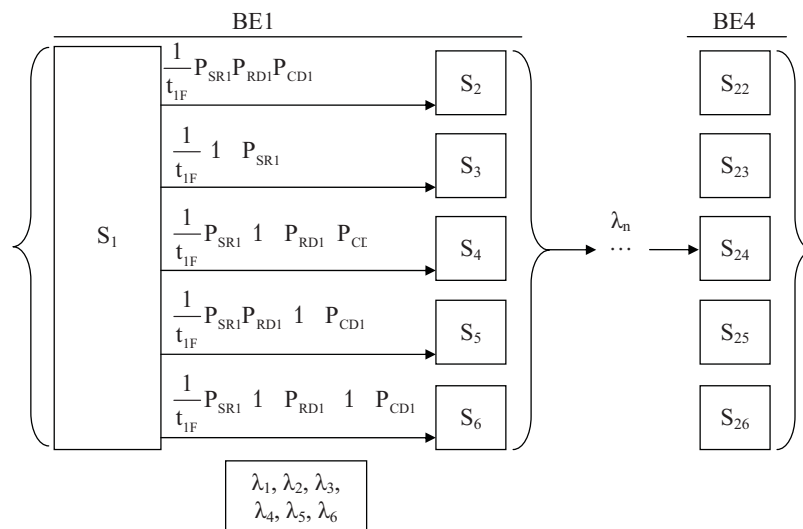 BE1 BE4
1/t1F PSR1PRD1PCD1
S2 S22
1/t1F 1 PSR1
S3 S23
S1
1/t1F PSR1 1 PRD1 PCD
S4 λn ... S24
1/t1F PSR1PRD1 1 PCD1
S5 S25
1/t1F PSR1 1 PRD1 1 PCD1
S6 S26
λ1, λ2, λ3,
λ4, λ5, λ6